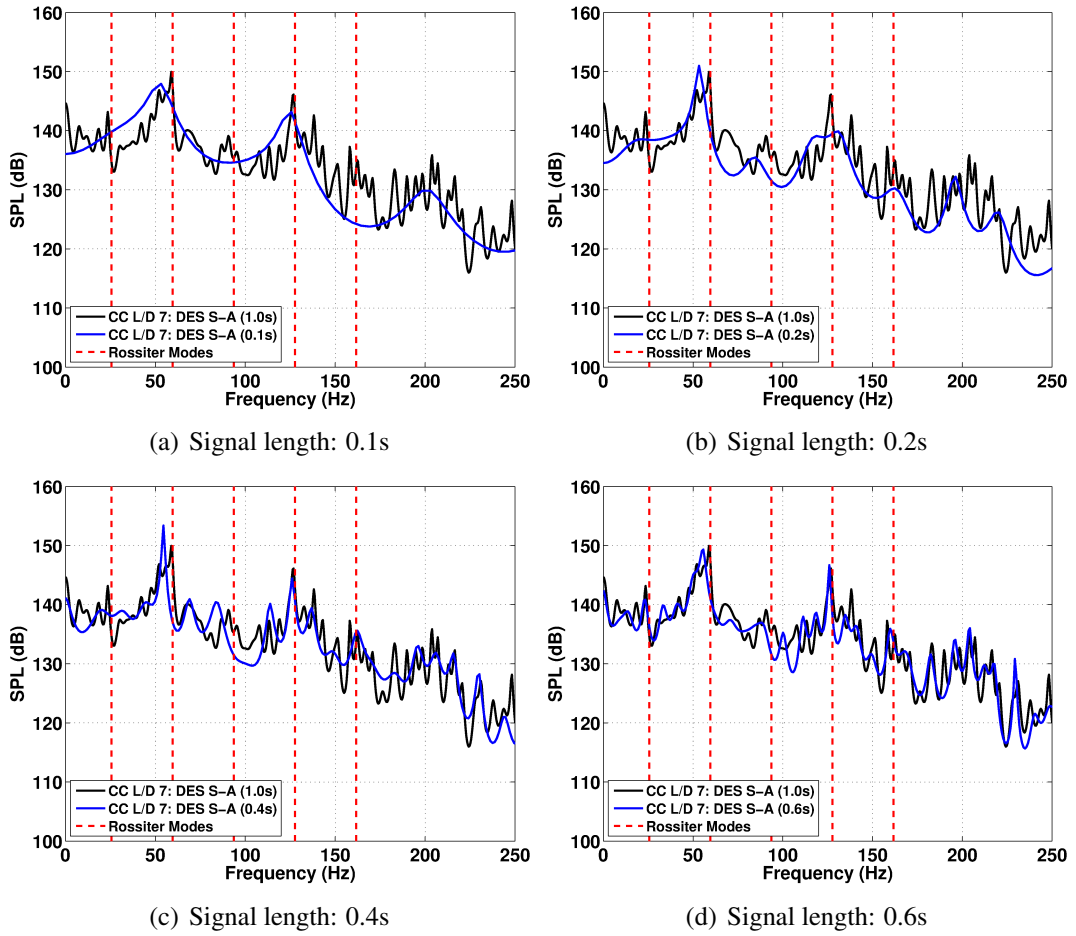 160
150
140
130
120
110
100
SPL (dB)
CC L/D 7: DES S-A (1.0s)
CC L/D 7: DES S-A (0.1s)
Rossiter Modes
0 50 100 150 200 250
Frequency (Hz)
(a) Signal length: 0.1s
160
150
140
130
120
110
100
SPL (dB)
CC L/D 7: DES S-A (1.0s)
CC L/D 7: DES S-A (0.2s)
Rossiter Modes
0 50 100 150 200 250
Frequency (Hz)
(b) Signal length: 0.2s
160
150
140
130
120
110
100
SPL (dB)
CC L/D 7: DES S-A (1.0s)
CC L/D 7: DES S-A (0.4s)
Rossiter Modes
0 50 100 150 200 250
Frequency (Hz)
(c) Signal length: 0.4s
160
150
140
130
120
110
100
SPL (dB)
CC L/D 7: DES S-A (1.0s)
CC L/D 7: DES S-A (0.6s)
Rossiter Modes
0 50 100 150 200 250
Frequency (Hz)
(d) Signal length: 0.6s